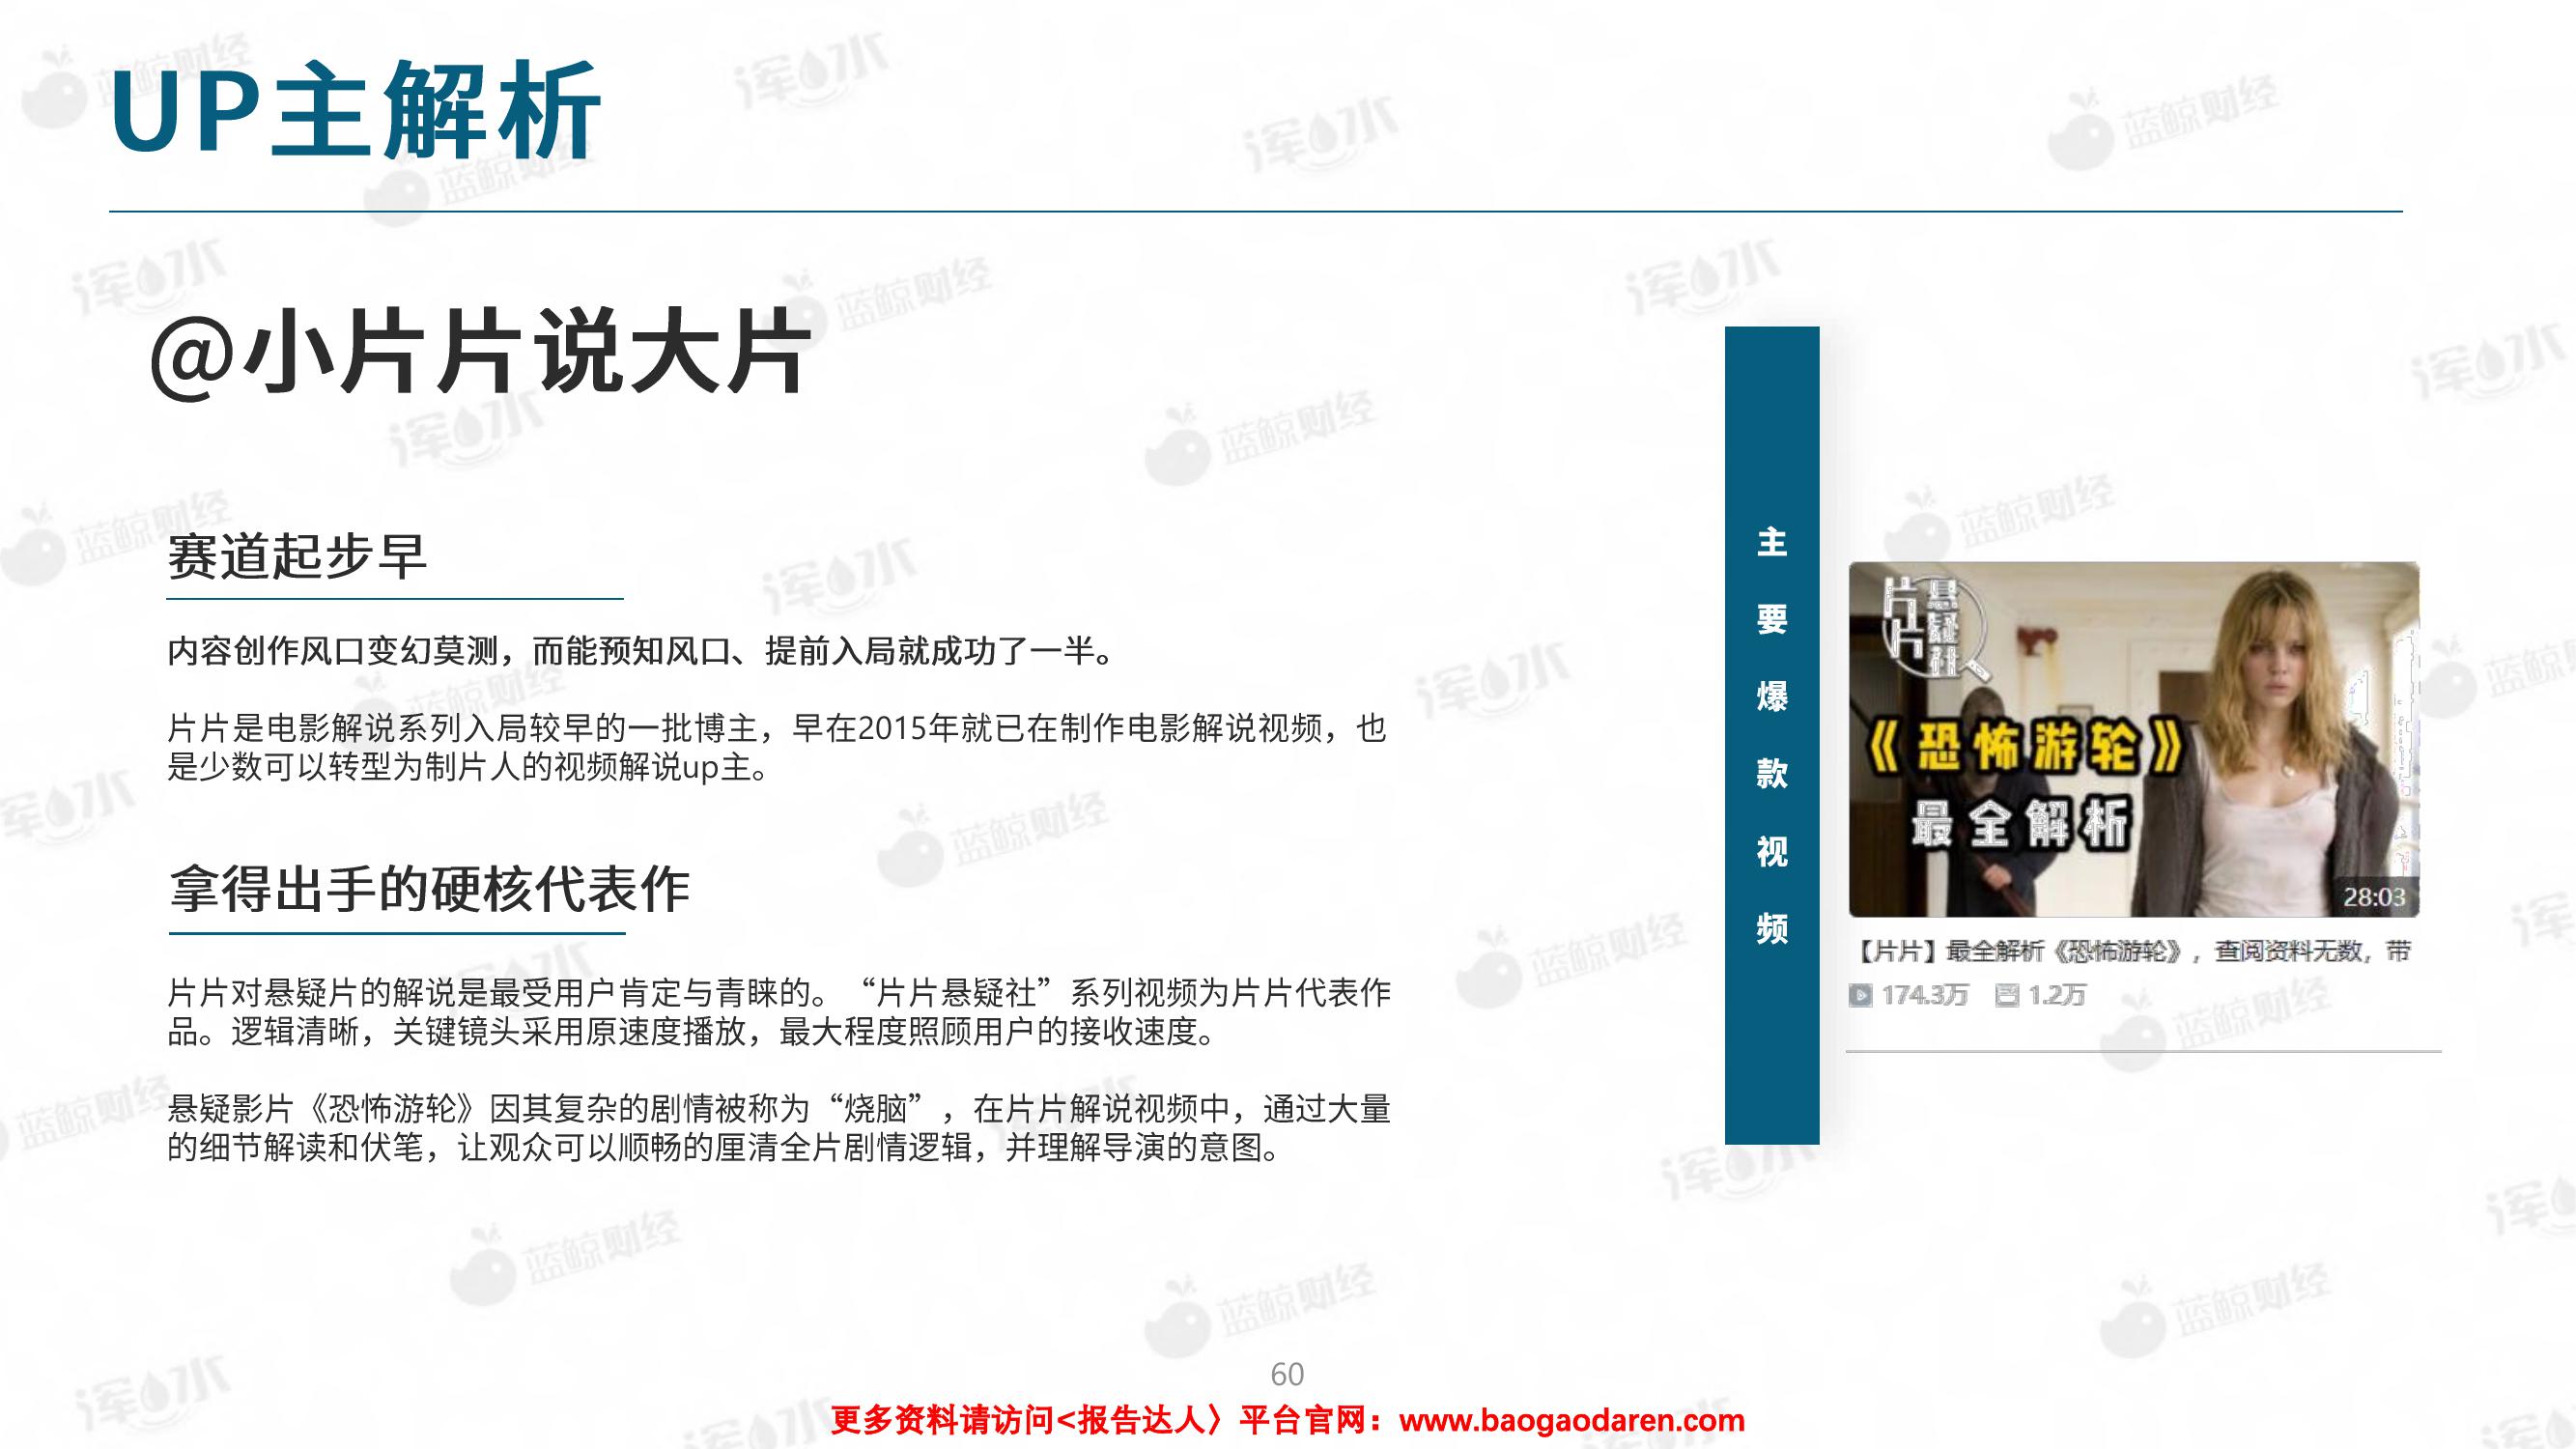 UP主解析
@小片片说大片
赛道起步早
内容创作风口变幻莫测，而能预知风口、提前入局就成功了一半。
片片是电影解说系列入局较早的一批博主，早在2015年就已在制作电影解说视频，也
是少数可以转型为制片人的视频解说up主。
拿得出手的硬核代表作
片片对悬疑片的解说是最受用户肯定与青睐的。“片片悬疑社”系列视频为片片代表作
品。逻辑清晰，关键镜头采用原速度播放，最大程度照顾用户的接收速度。
悬疑影片《恐怖游轮》因其复杂的剧情被称为“烧脑”，在片片解说视频中，通过大量
的细节解读和伏笔，让观众可以顺畅的厘清全片剧情逻辑，并理解导演的意图。
主要爆款视频
片片悬疑社
《恐怖游轮》
最全解析
28:03
【片片】最全解析《恐怖游轮》，查阅资料无数，带
174.3万 1.2万
60
更多资料请访问<报告达人〉平台官网：www.baogaodaren.com
浑水
蓝鲸财经